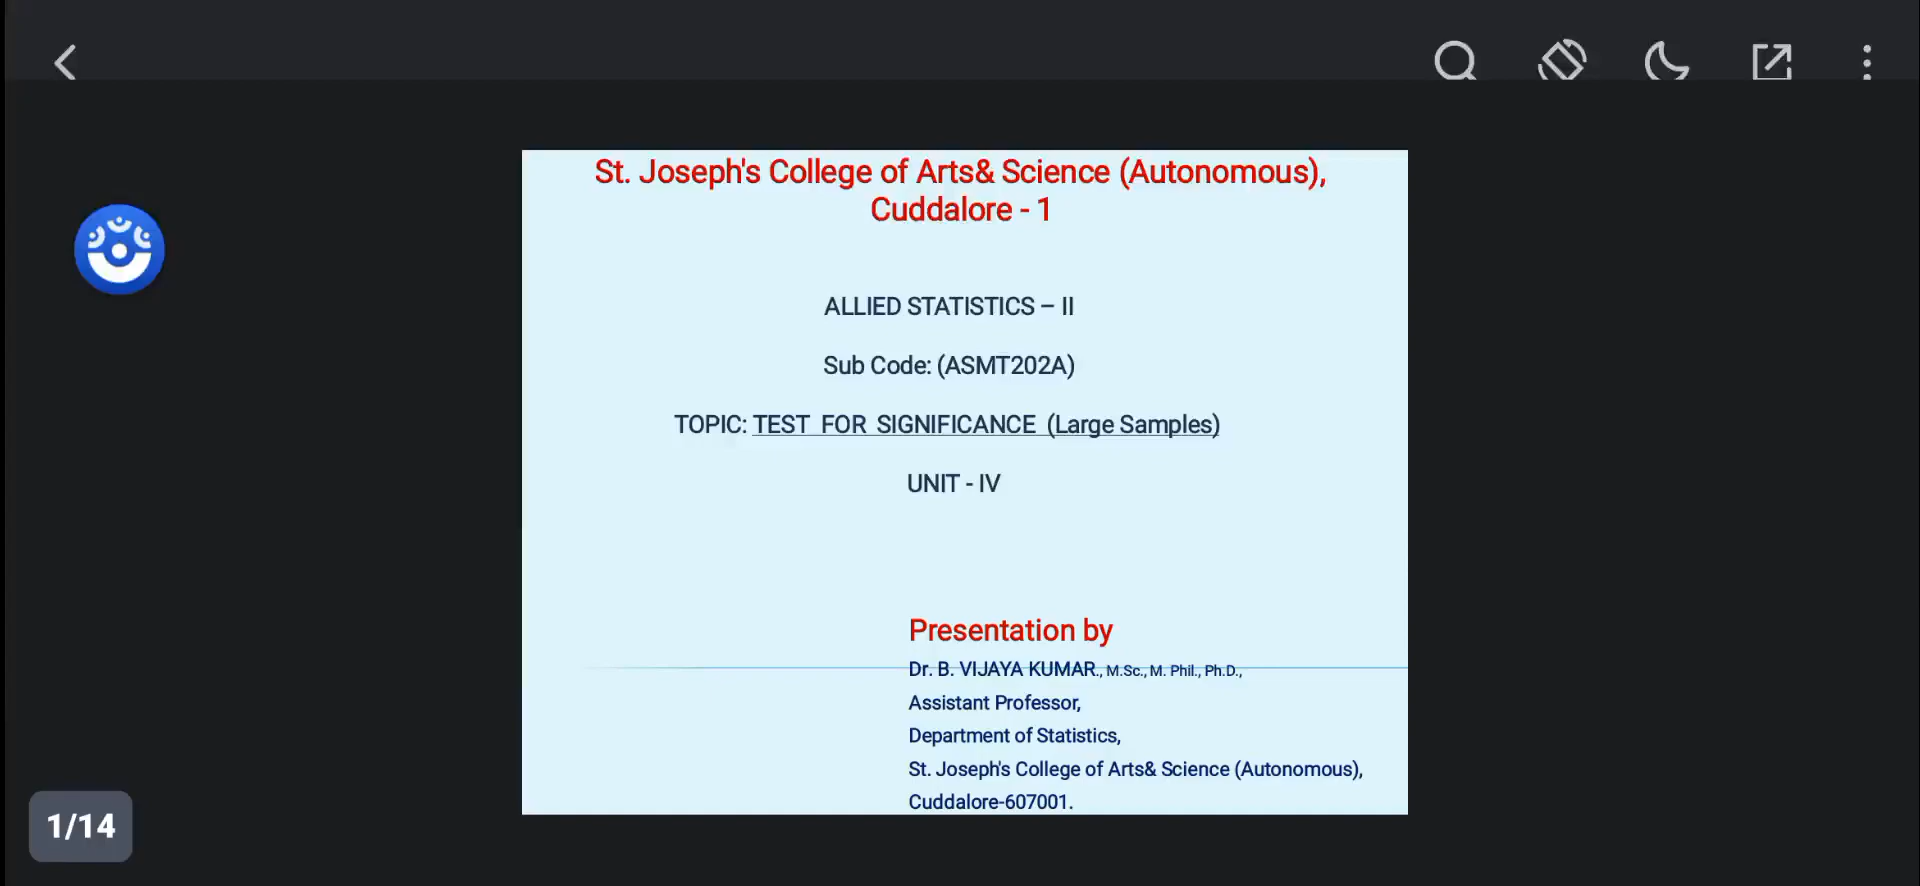 St. Joseph's College of Arts& Science (Autonomous),
Cuddalore - 1
ALLIED STATISTICS – II
Sub Code: (ASMT202A)
TOPIC: TEST FOR SIGNIFICANCE (Large Samples)
UNIT - IV
Presentation by
Dr. B. VIJAYA KUMAR., M.Sc., M. Phil., Ph.D.,
Assistant Professor,
Department of Statistics,
St. Joseph's College of Arts& Science (Autonomous),
Cuddalore-607001.
1/14